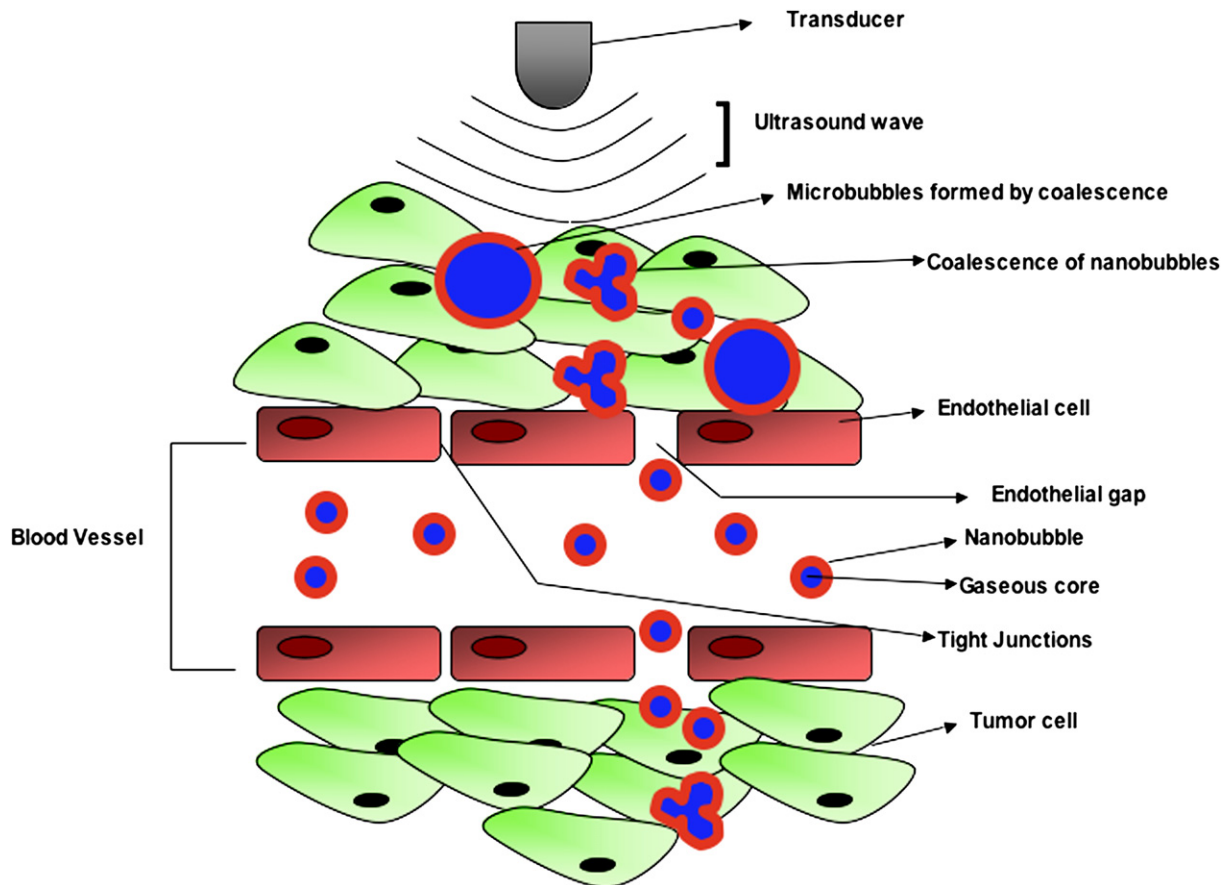 Transducer
Ultrasound wave
Microbubbles formed by coalescence
Coalescence of nanobubbles
Endothelial cell
Endothelial gap
Blood Vessel
Nanobubble
Gaseous core
Tight Junctions
Tumor cell